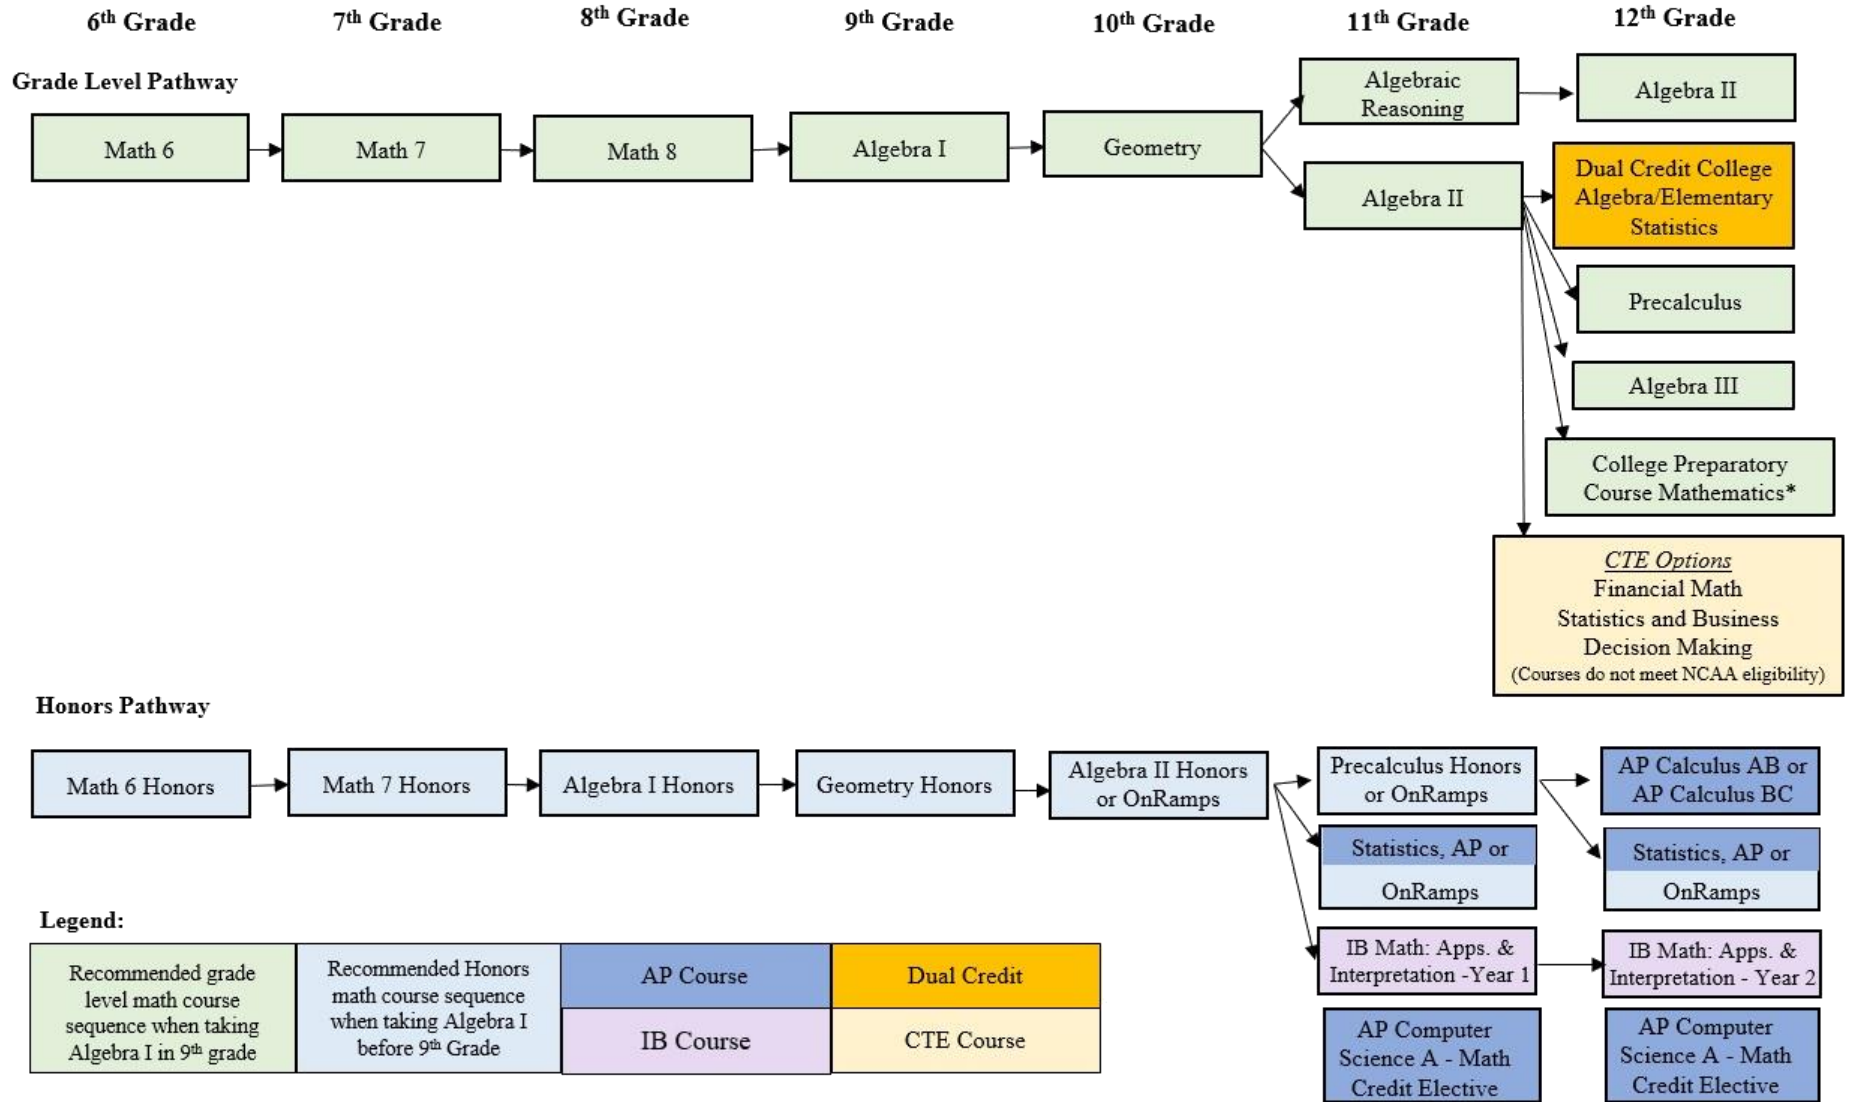 6th Grade
7th Grade
8th Grade
9th Grade
10th Grade
11th Grade
12th Grade
Grade Level Pathway
Math 6
Math 7
Math 8
Algebra I
Geometry
Algebraic
Reasoning
Algebra II
Algebra II
Dual Credit College
Algebra/Elementary
Statistics
Precalculus
Algebra III
College Preparatory
Course Mathematics*
CTE Options
Financial Math
Statistics and Business
Decision Making
(Courses do not meet NCAA eligibility)
Honors Pathway
Math 6 Honors
Math 7 Honors
Algebra I Honors
Geometry Honors
Algebra II Honors
or OnRamps
Precalculus Honors
or OnRamps
AP Calculus AB or
AP Calculus BC
Statistics, AP or
OnRamps
Statistics, AP or
OnRamps
IB Math: Apps. &
Interpretation -Year 1
IB Math: Apps. &
Interpretation - Year 2
AP Computer
Science A - Math
Credit Elective
AP Computer
Science A - Math
Credit Elective
Legend:
Recommended grade
level math course
sequence when taking
Algebra I in 9th grade
Recommended Honors
math course sequence
when taking Algebra I
before 9th Grade
AP Course
Dual Credit
IB Course
CTE Course